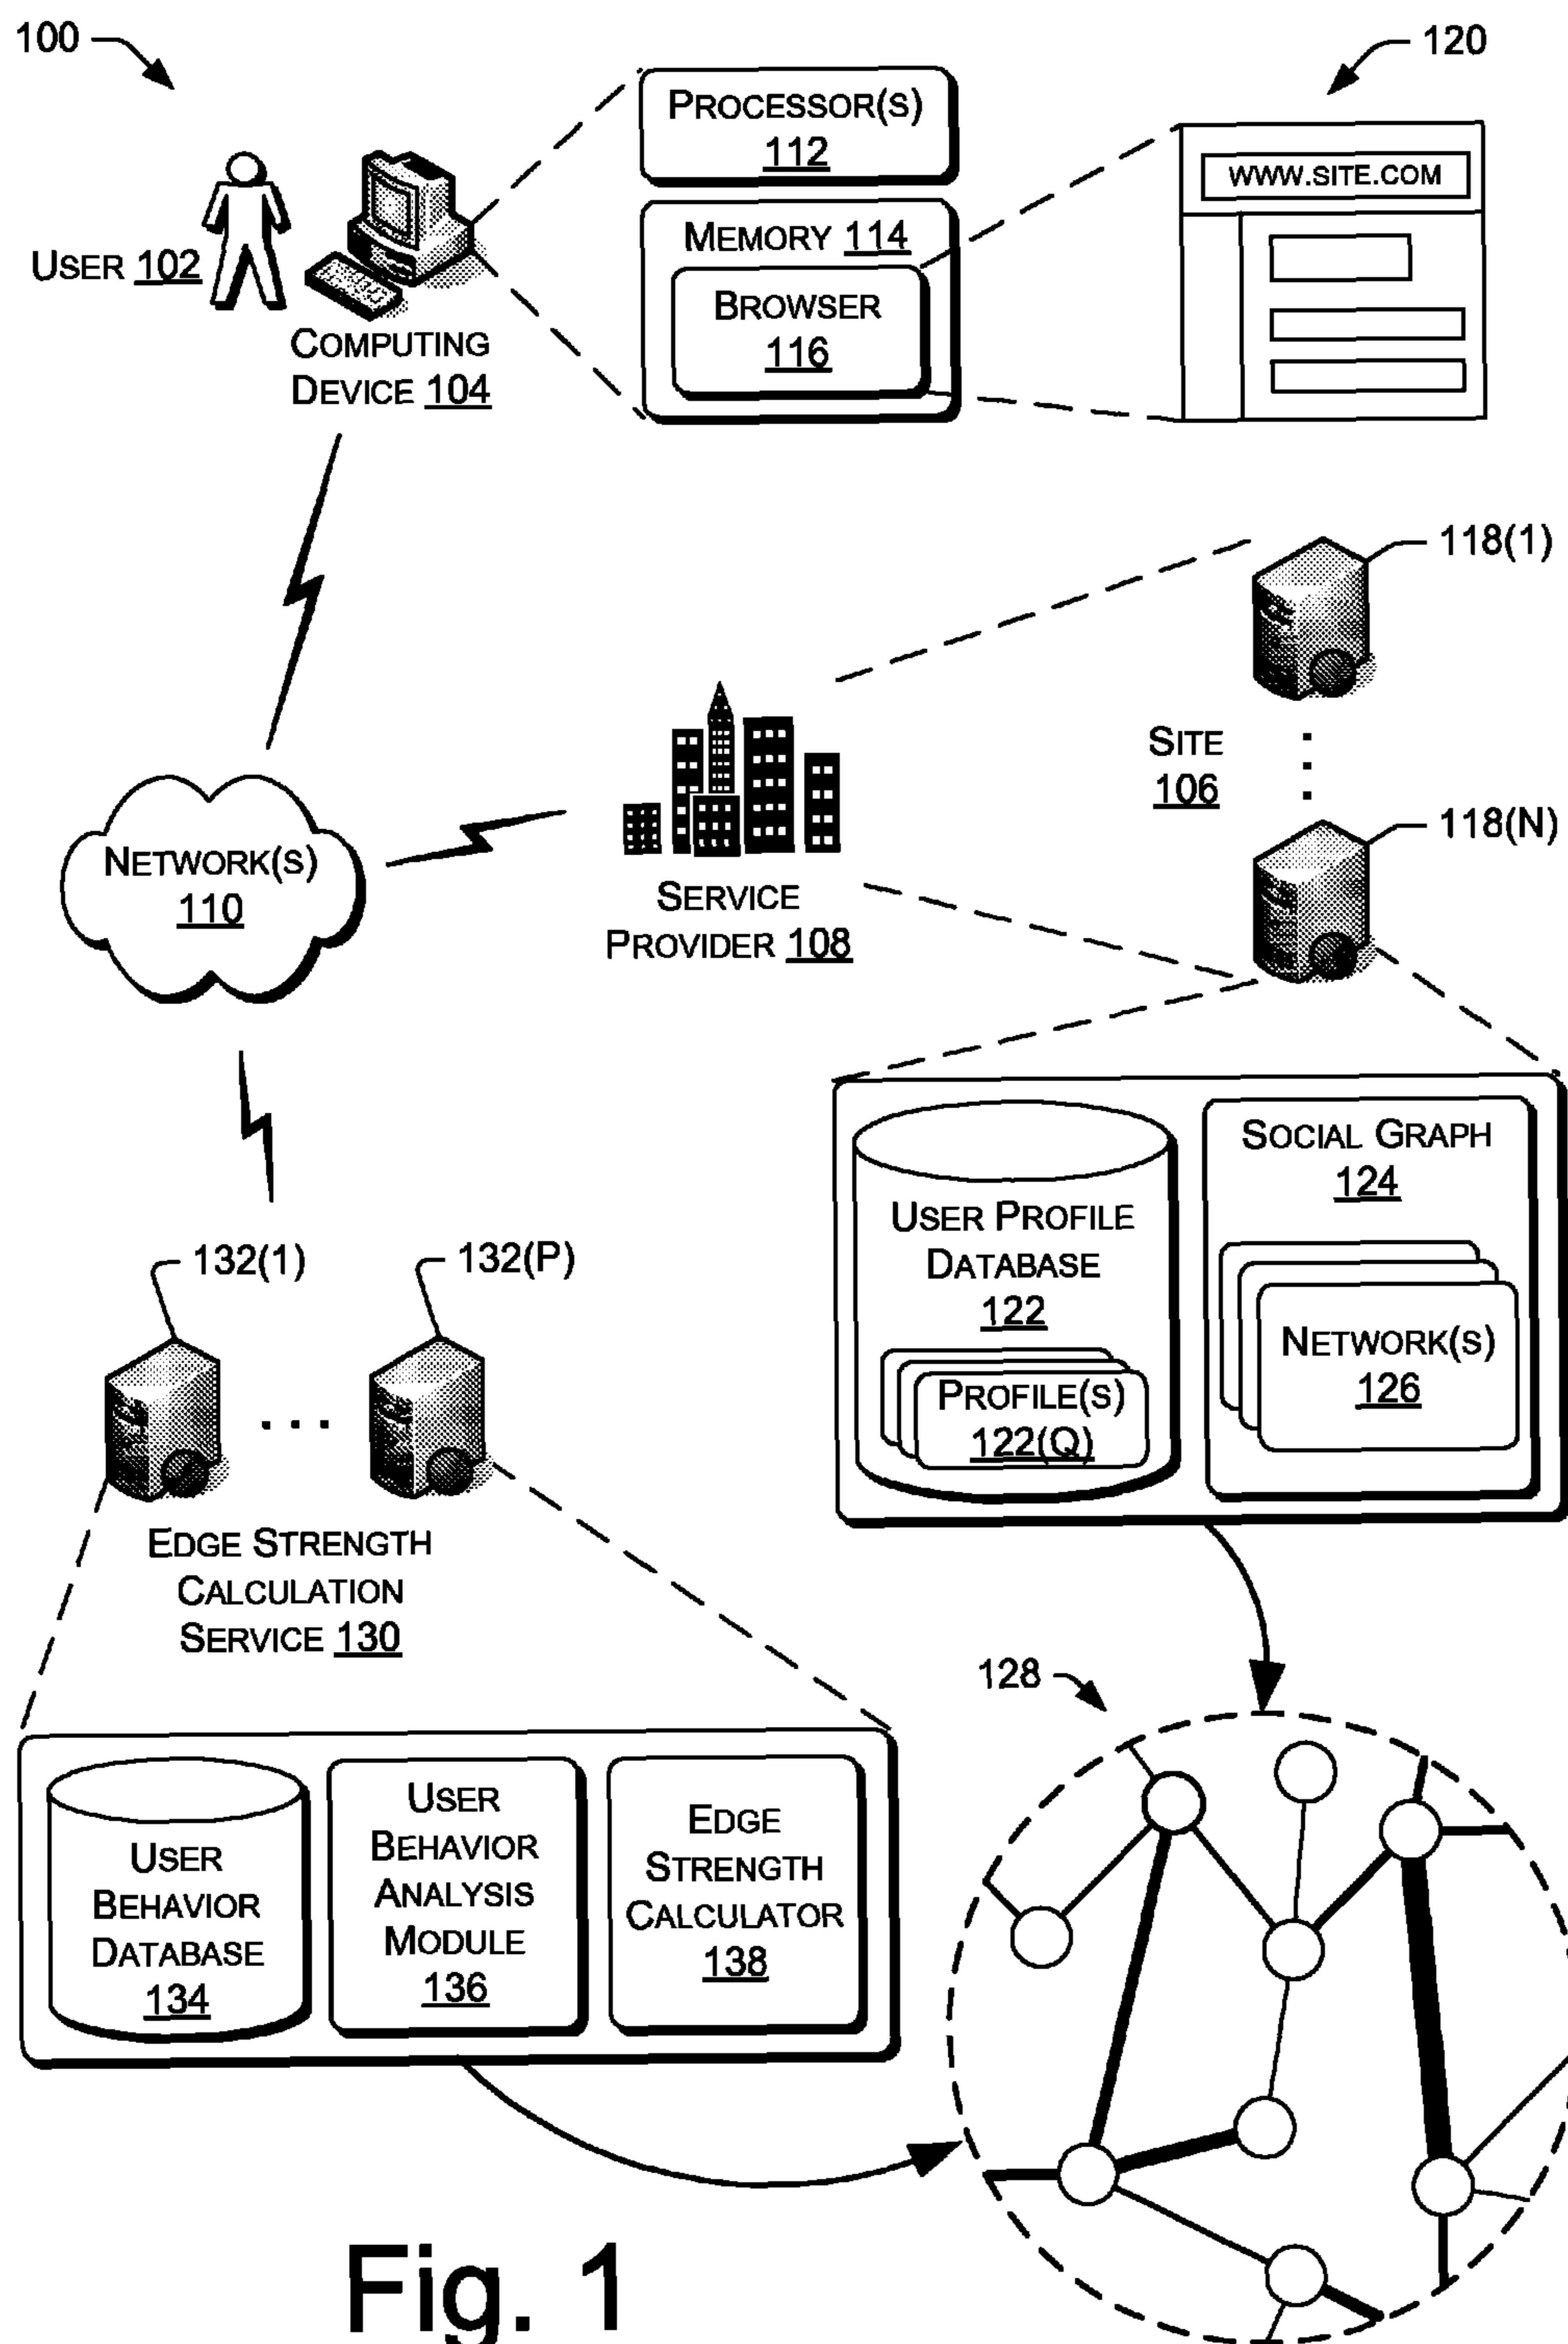 100
120
PROCESSOR(S)
112
WWW.SITE.COM
MEMORY 114
USER 102
BROWSER
116
COMPUTING
DEVICE 104
118(1)
SITE
106
118(N)
NETWORK(S)
110
SERVICE
PROVIDER 108
SOCIAL GRAPH
124
USER PROFILE
DATABASE
122
NETWORK(S)
126
PROFILE(S)
122(Q)
132(1)
132(P)
EDGE STRENGTH
CALCULATION
SERVICE 130
128
USER
BEHAVIOR
DATABASE
134
USER
BEHAVIOR
ANALYSIS
MODULE
136
EDGE
STRENGTH
CALCULATOR
138
Fig. 1